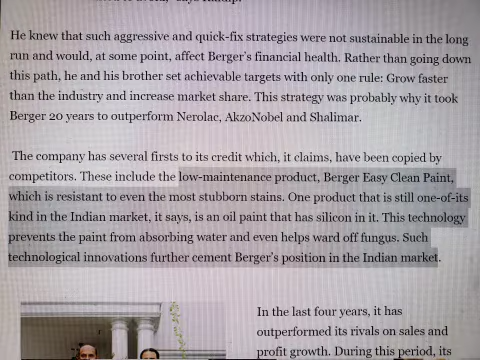 He knew that such aggressive and quick-fix strategies were not sustainable in the long
run and would, at some point, affect Berger's financial health. Rather than going down
this path, he and his brother set achievable targets with only one rule: Grow faster
than the industry and increase market share. This strategy was probably why it took
Berger 20 years to outperform Nerolac, AkzoNobel and Shalimar.
The company has several firsts to its credit which, it claims, have been copied by
competitors. These include the low-maintenance product, Berger Easy Clean Paint,
which is resistant to even the most stubborn stains. One product that is still one-of-its
kind in the Indian market, it says, is an oil paint that has silicon in it. This technology
prevents the paint from absorbing water and even helps ward off fungus. Such
technological innovations further cement Berger's position in the Indian market.
In the last four years, it has
outperformed its rivals on sales and
profit growth. During this period, its